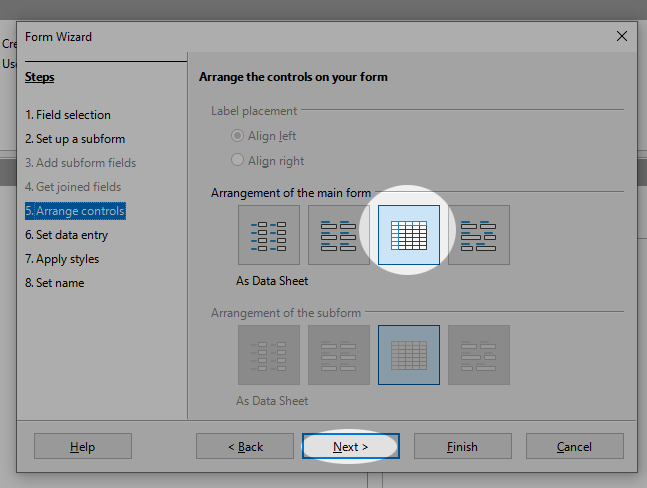 Form Wizard
Cre
Use
Steps
1. Field selection
2. Set up a subform
3. Add subform fields
4. Get joined fields
5. Arrange controls
6. Set data entry
7. Apply styles
8. Set name
Arrange the controls on your form
Label placement
Align left
Align right
Arrangement of the main form
As Data Sheet
Arrangement of the subform
As Data Sheet
Help
< Back
Next >
Finish
Cancel